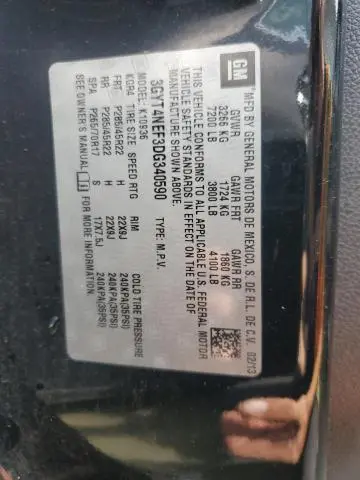 GM
MFD BY GENERAL MOTORS DE MEXICO, S. DE R.L. DE C.V. 02/13
GVWR GAWR FRT GAWR RR
3266 KG 1724 KG 1860 KG
7200 LB 3800 LB 4100 LB
THIS VEHICLE CONFORMS TO ALL APPLICABLE U.S. FEDERAL MOTOR
VEHICLE SAFETY STANDARDS IN EFFECT ON THE DATE OF
MANUFACTURE SHOWN ABOVE.
3GYT4NEF3DG340590 TYPE: M.P.V.
MODEL: K10936
KGR4 TIRE SIZE SPEED RTG RIM COLD TIRE PRESSURE
FRT P285/45R22 H 22X9J 240KPA(35PSI)
RR P285/45R22 H 22X9J 240KPA(35PSI)
SPA P265/70R17 S 17X7.5J 240KPA(35PSI)
SEE OWNER'S MANUAL